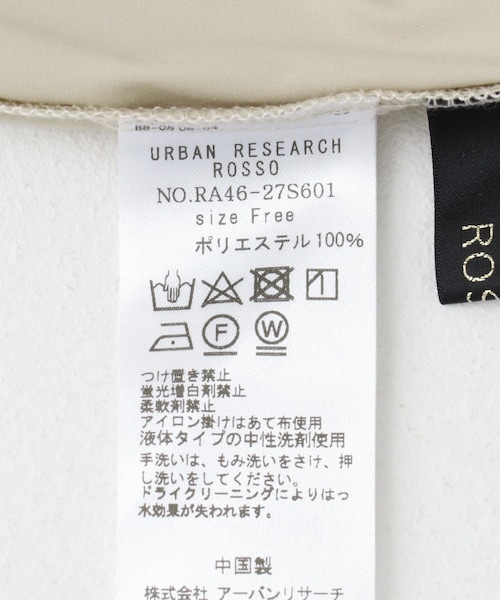 URBAN RESEARCH
ROSSO
NO.RA46-27S601
size Free
ポリエステル100%
F
W
つけ置き禁止
蛍光増白剤禁止
柔軟剤禁止
アイロン掛けはあて布使用
液体タイプの中性洗剤使用
手洗いは、もみ洗いをさけ、押
し洗いをしてください。
ドライクリーニングによりはっ
水効果が失われます。
中国製
株式会社 アーバンリサーチ
ROS